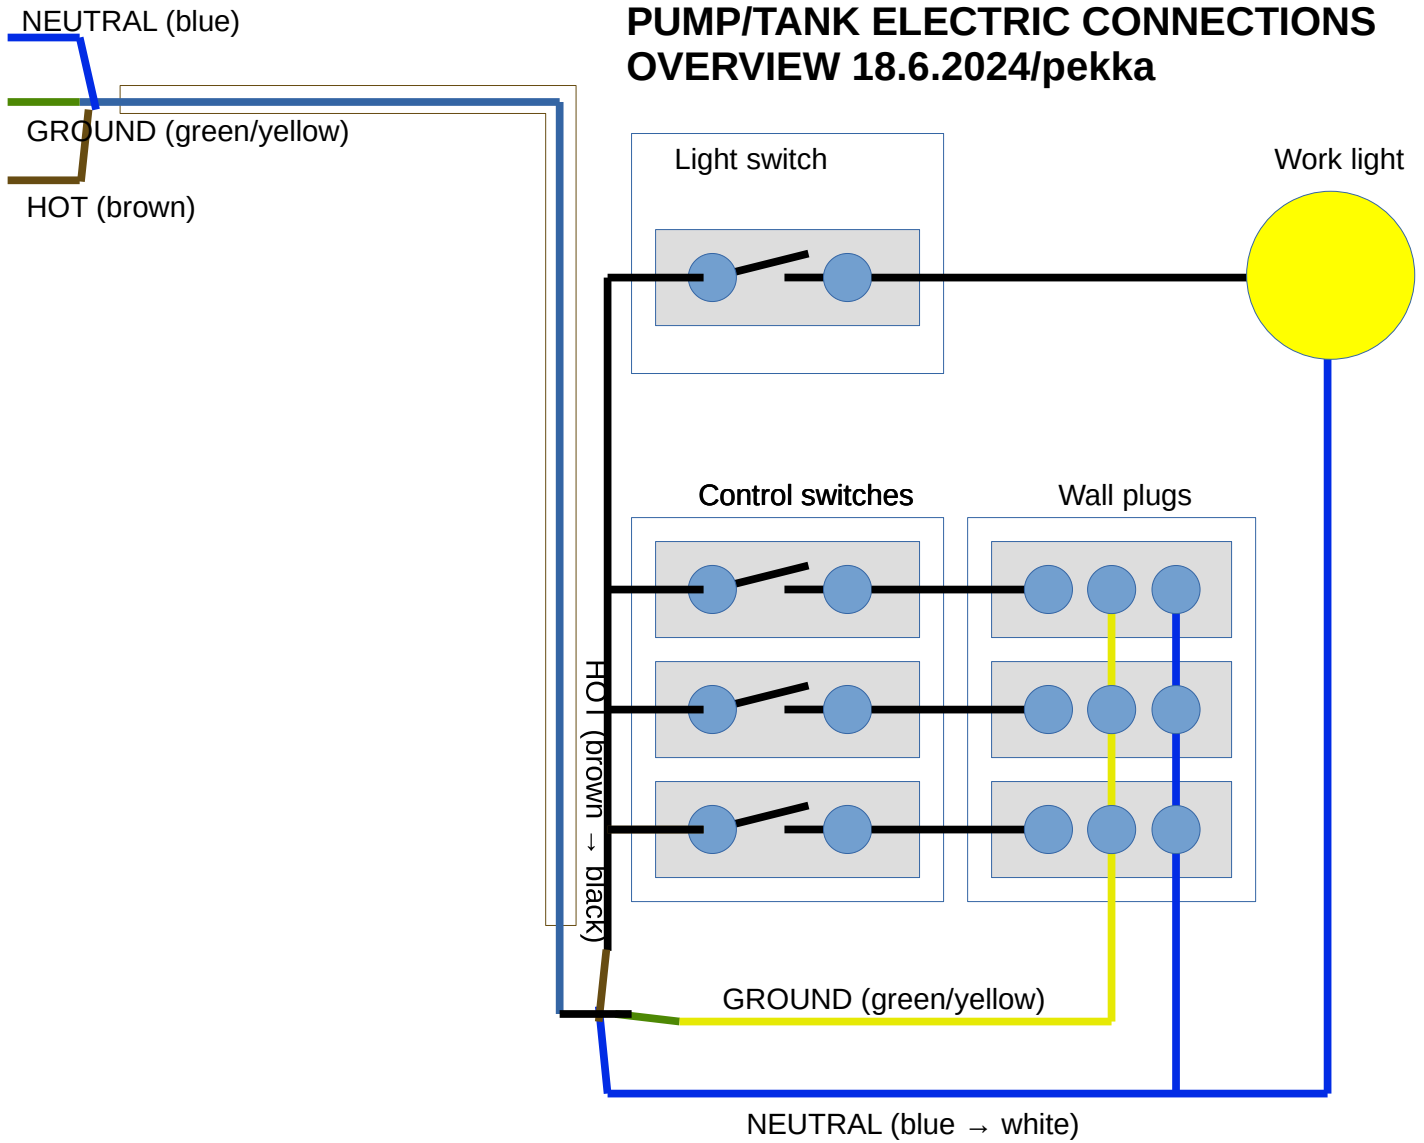 NEUTRAL (blue)
PUMP/TANK ELECTRIC CONNECTIONS
OVERVIEW 18.6.2024/pekka
GROUND (green/yellow)
HOT (brown)
Light switch
Work light
Control switches
Wall plugs
HOT (brown → black)
GROUND (green/yellow)
NEUTRAL (blue → white)